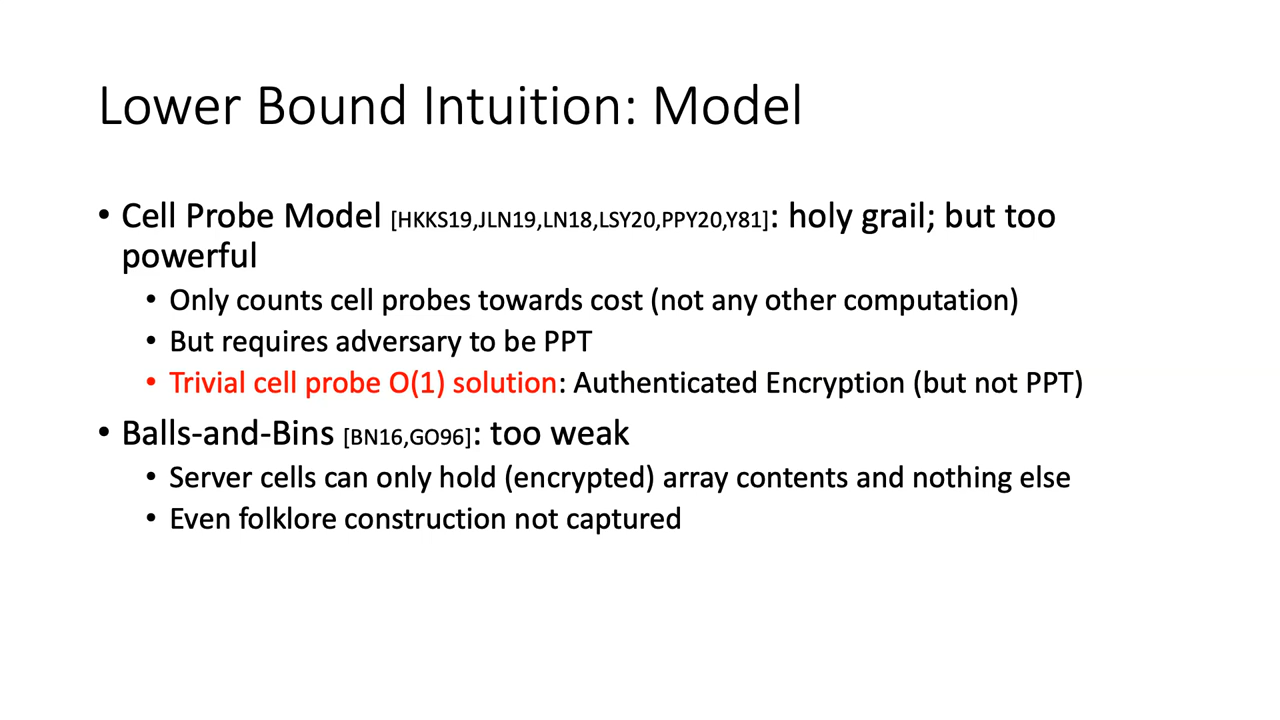 Lower Bound Intuition: Model
• Cell Probe Model [HKKS19,JLN19,LN18,LSY20,PPY20,Y81]: holy grail; but too
powerful
• Only counts cell probes towards cost (not any other computation)
• But requires adversary to be PPT
• Trivial cell probe O(1) solution: Authenticated Encryption (but not PPT)
• Balls-and-Bins [BN16,GO96]: too weak
• Server cells can only hold (encrypted) array contents and nothing else
• Even folklore construction not captured